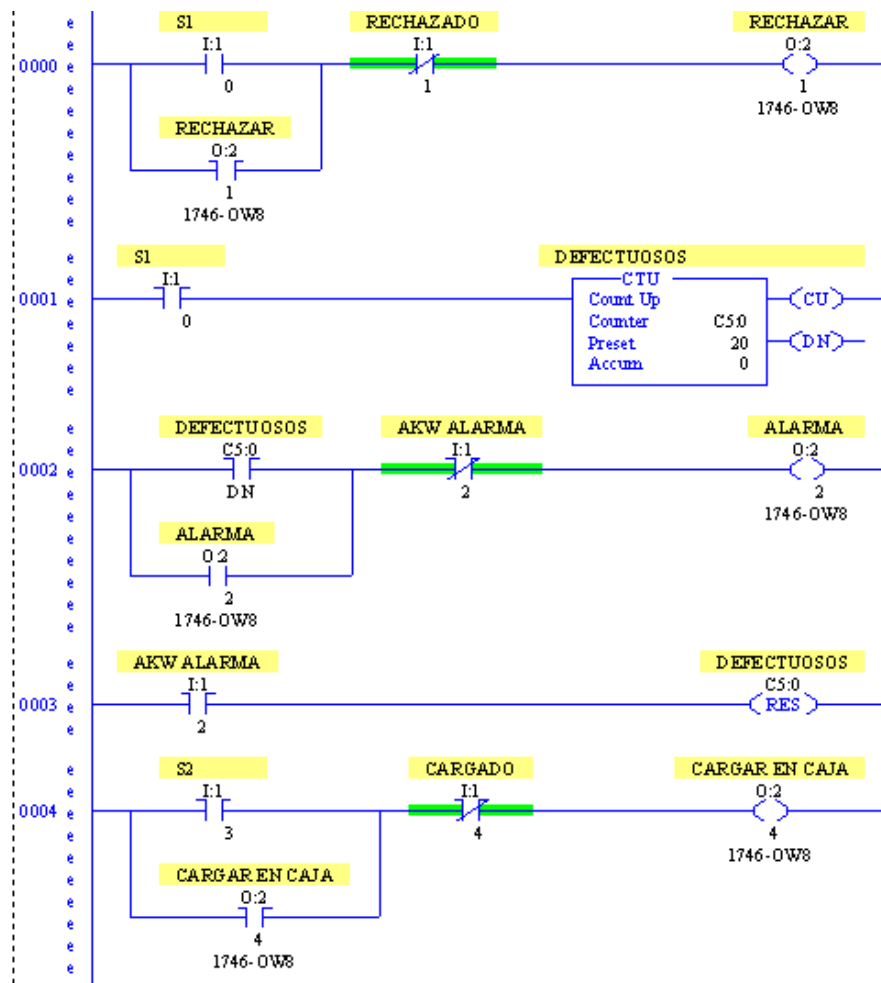 e S1 RECHAZADO RECHAZAR
e I:1 I:1 O:2
0000 e
e 0 1 1
e 1746-OW8
e RECHAZAR
e O:2
e
e 1
e 1746-OW8
e S1 DEFECTUOSOS
e I:1 CTU
0001 e Count Up CU
e 0 Counter C5:0
e Preset 20 DN
e Accum 0
e
e DEFECTUOSOS AKW ALARMA ALARMA
e C5:0 I:1 O:2
0002 e
e DN 2 2
e 1746-OW8
e ALARMA
e O:2
e
e 2
e 1746-OW8
e AKW ALARMA DEFECTUOSOS
e I:1 C5:0
0003 e RES
e 2
e S2 CARGADO CARGAR EN CAJA
e I:1 I:1 O:2
0004 e
e 3 4 4
e 1746-OW8
e CARGAR EN CAJA
e O:2
e
e 4
e 1746-OW8